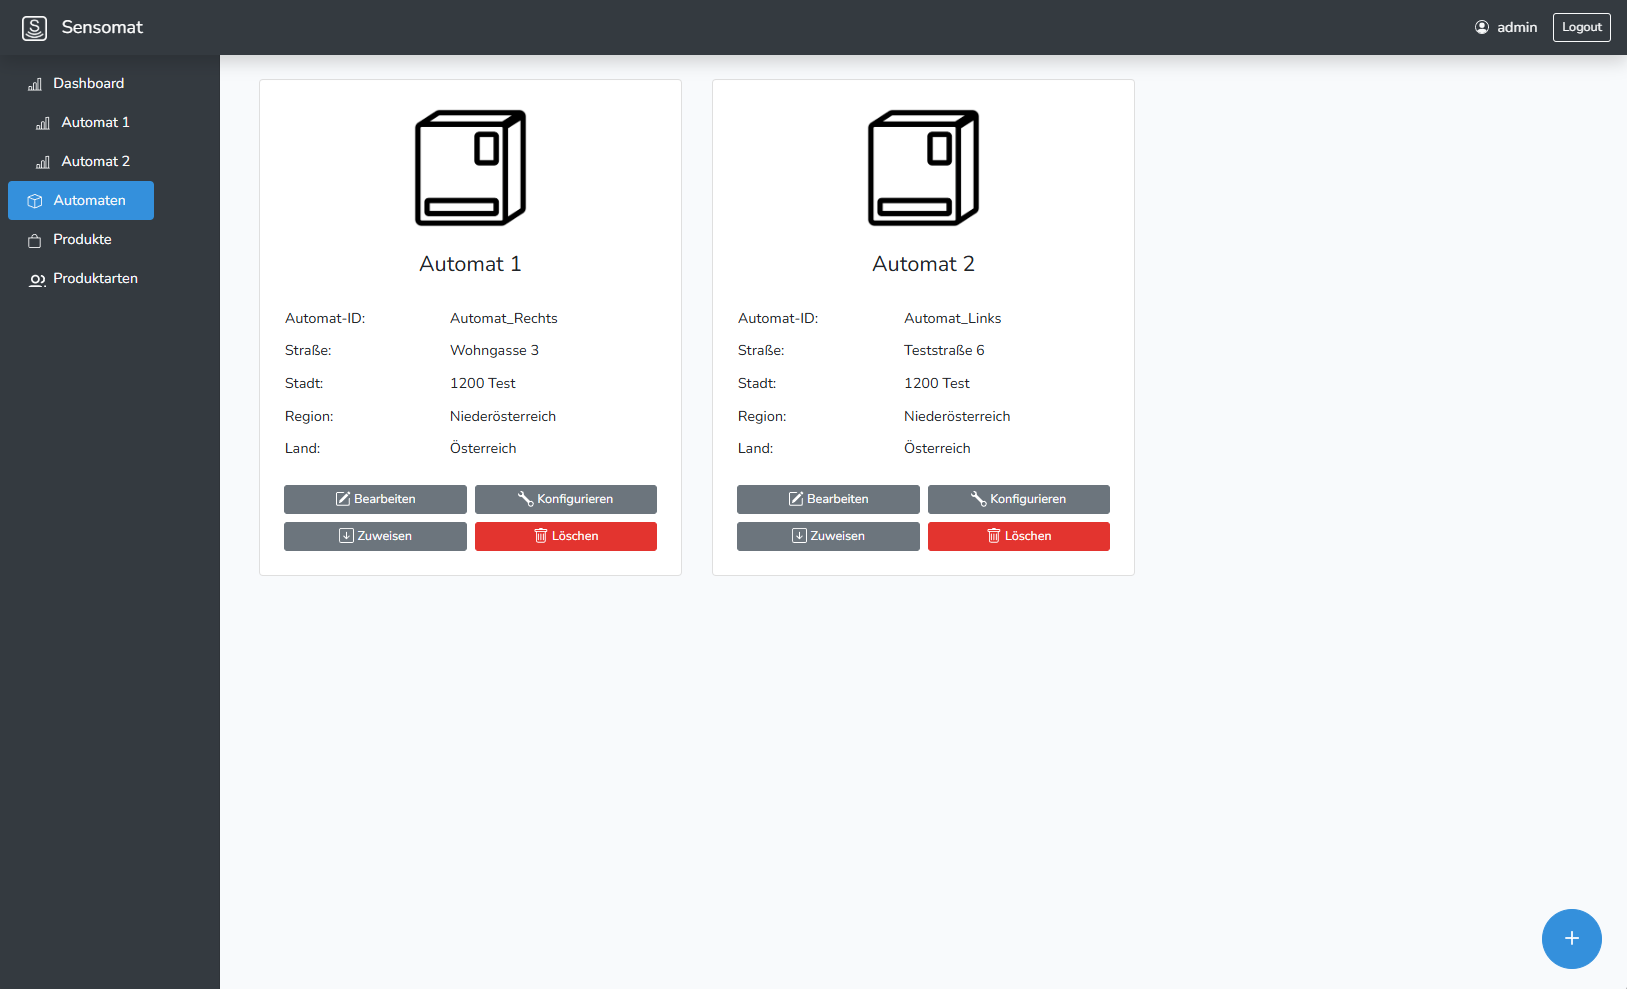 Sensomat
admin
Logout
Dashboard
Automat 1
Automat 2
Automaten
Produkte
Produktarten
Automat 1
Automat-ID: Automat_Rechts
Straße: Wohngasse 3
Stadt: 1200 Test
Region: Niederösterreich
Land: Österreich
Bearbeiten Konfigurieren
Zuweisen Löschen
Automat 2
Automat-ID: Automat_Links
Straße: Teststraße 6
Stadt: 1200 Test
Region: Niederösterreich
Land: Österreich
Bearbeiten Konfigurieren
Zuweisen Löschen
+